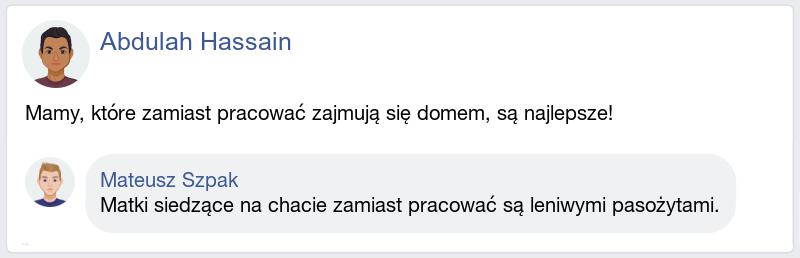 Abdulah Hassain
Mamy, które zamiast pracować zajmują się domem, są najlepsze!
Mateusz Szpak
Matki siedzące na chacie zamiast pracować są leniwymi pasożytami.